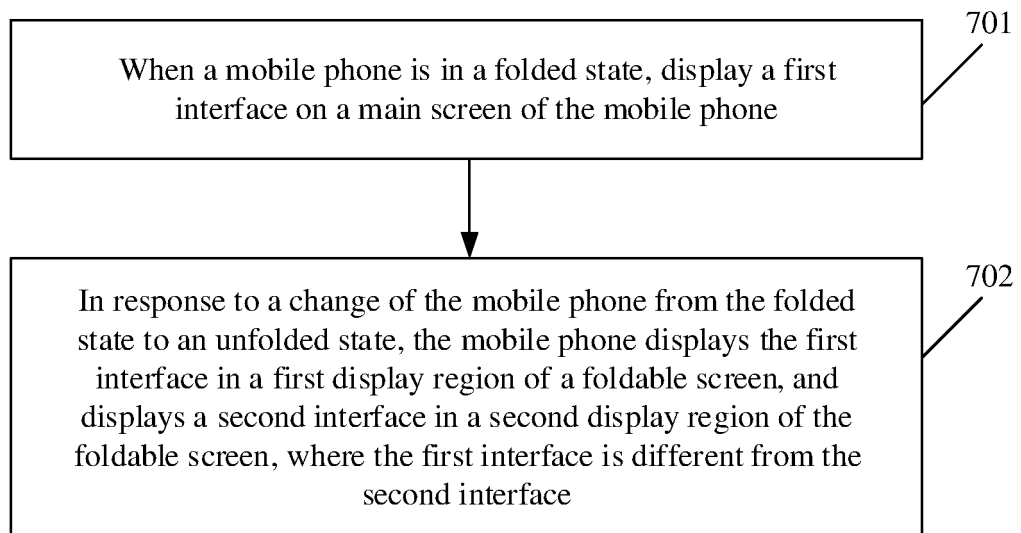 701
When a mobile phone is in a folded state, display a first
interface on a main screen of the mobile phone
702
In response to a change of the mobile phone from the folded
state to an unfolded state, the mobile phone displays the first
interface in a first display region of a foldable screen, and
displays a second interface in a second display region of the
foldable screen, where the first interface is different from the
second interface